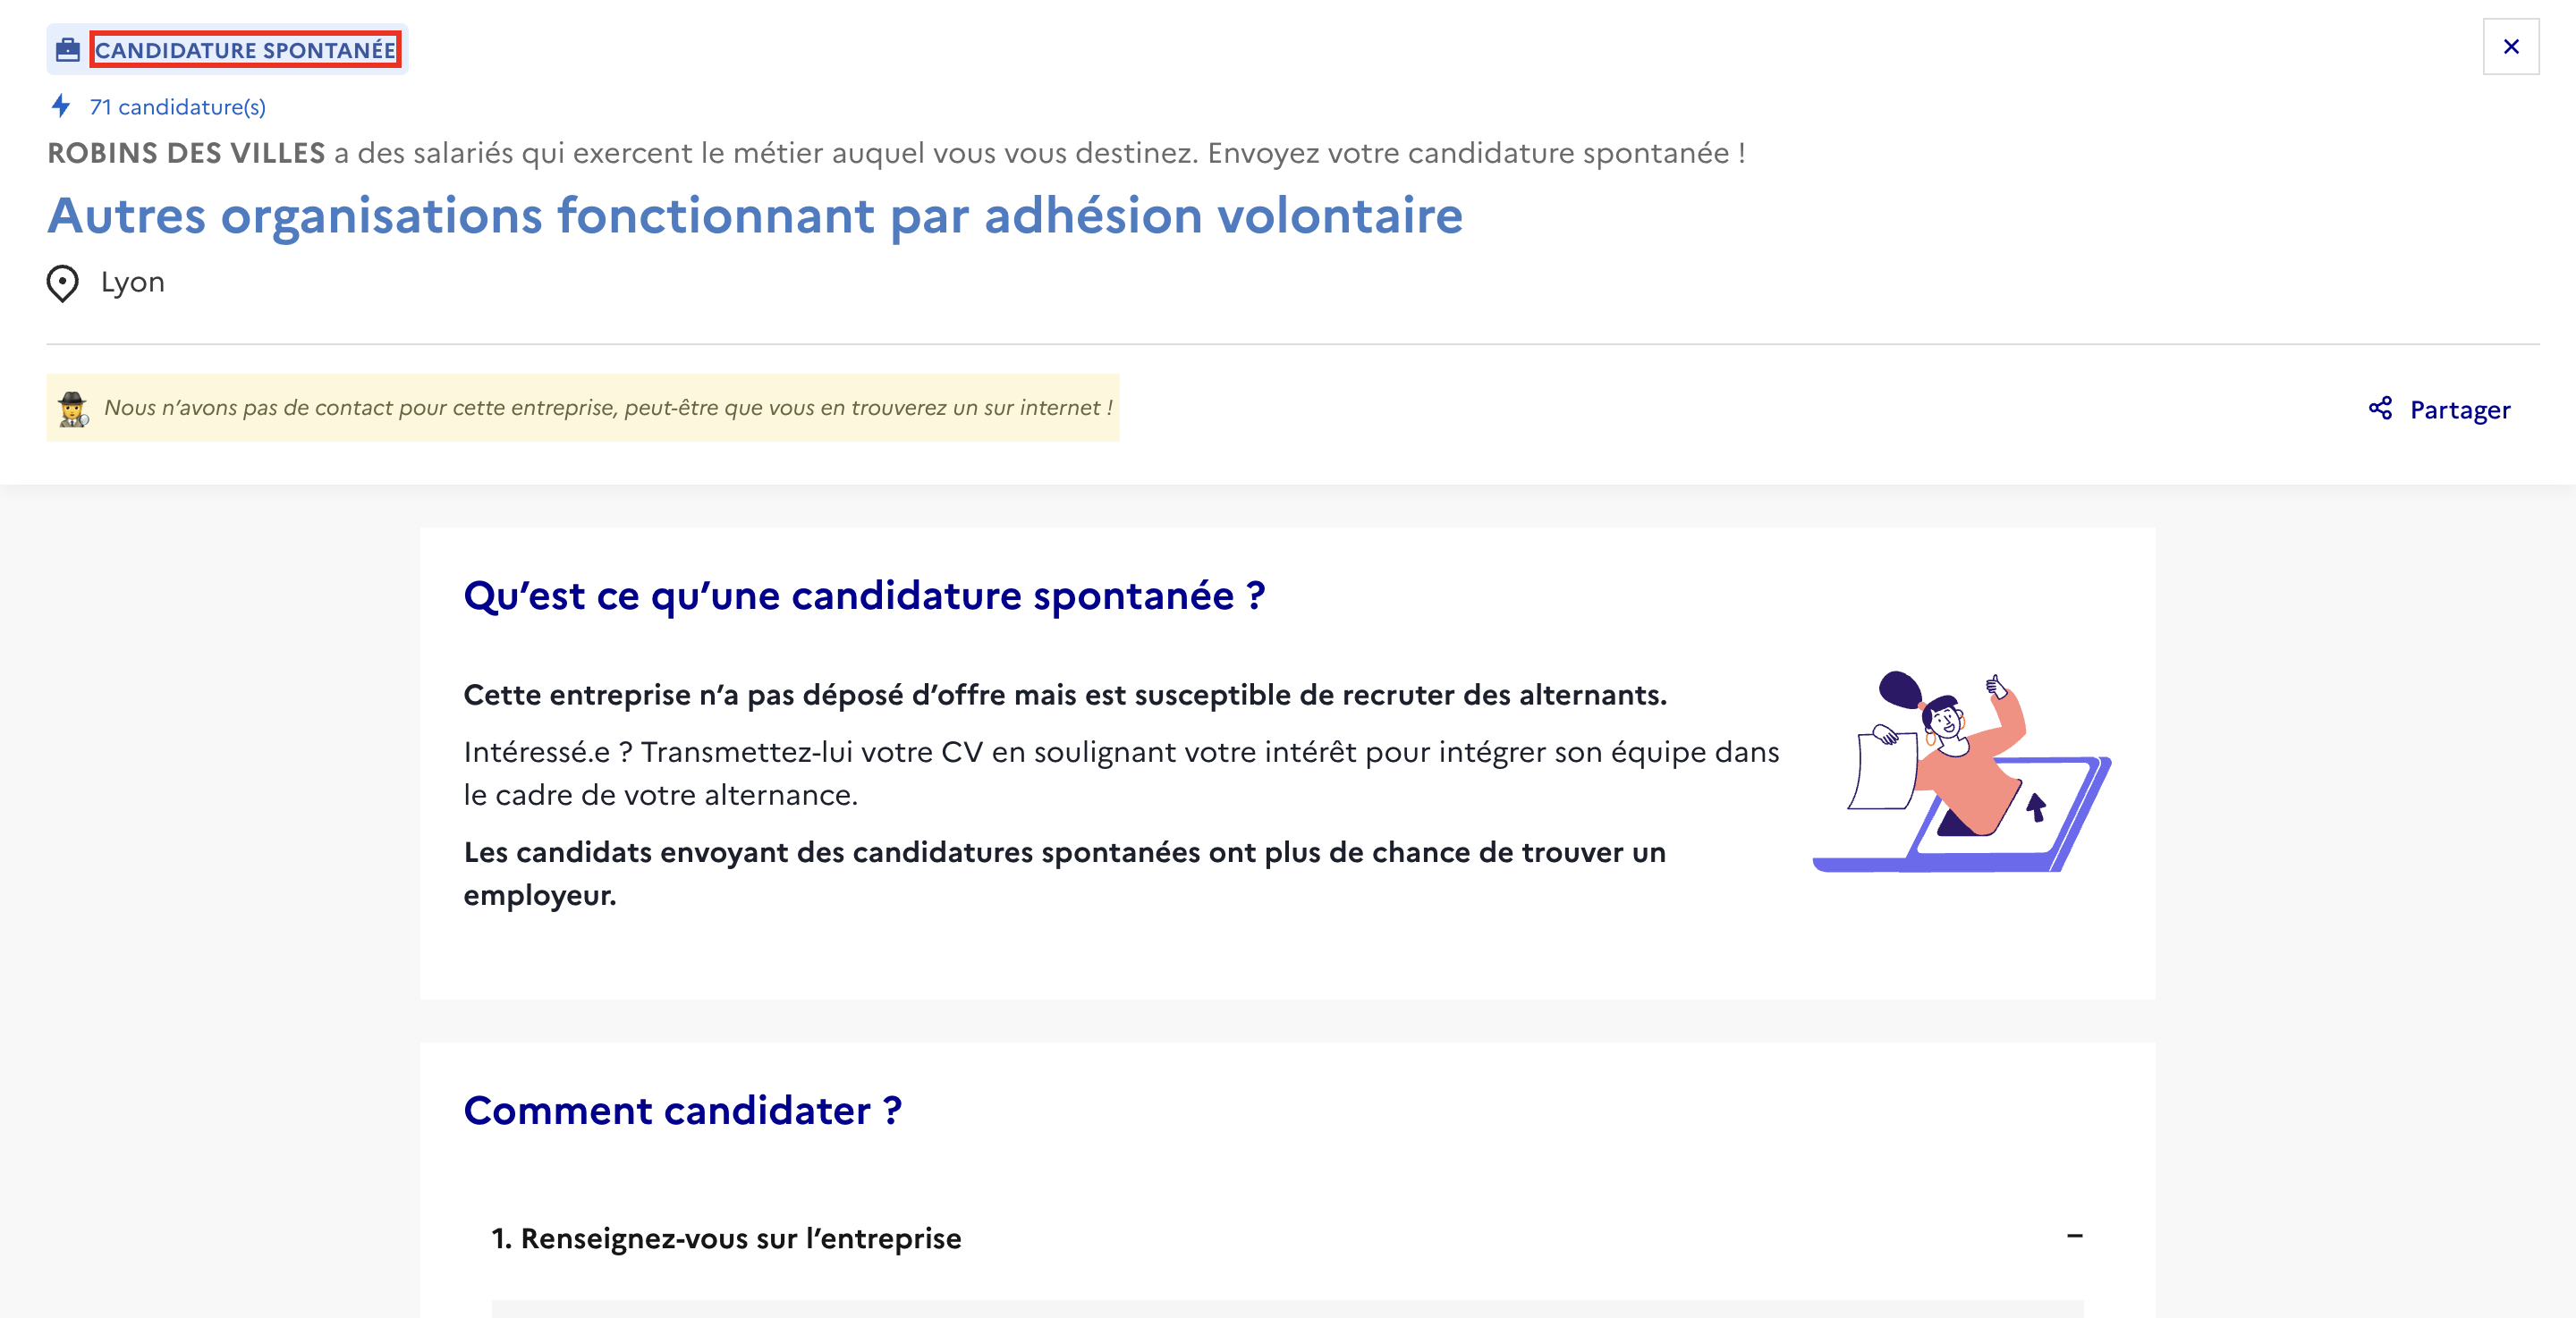 CANDIDATURE SPONTANÉE
71 candidature(s)
ROBINS DES VILLES a des salariés qui exercent le métier auquel vous vous destinez. Envoyez votre candidature spontanée !
Autres organisations fonctionnant par adhésion volontaire
Lyon
Nous n’avons pas de contact pour cette entreprise, peut-être que vous en trouverez un sur internet !
Partager
Qu’est ce qu’une candidature spontanée ?
Cette entreprise n’a pas déposé d’offre mais est susceptible de recruter des alternants.
Intéressé.e ? Transmettez-lui votre CV en soulignant votre intérêt pour intégrer son équipe dans
le cadre de votre alternance.
Les candidats envoyant des candidatures spontanées ont plus de chance de trouver un
employeur.
Comment candidater ?
1. Renseignez-vous sur l’entreprise